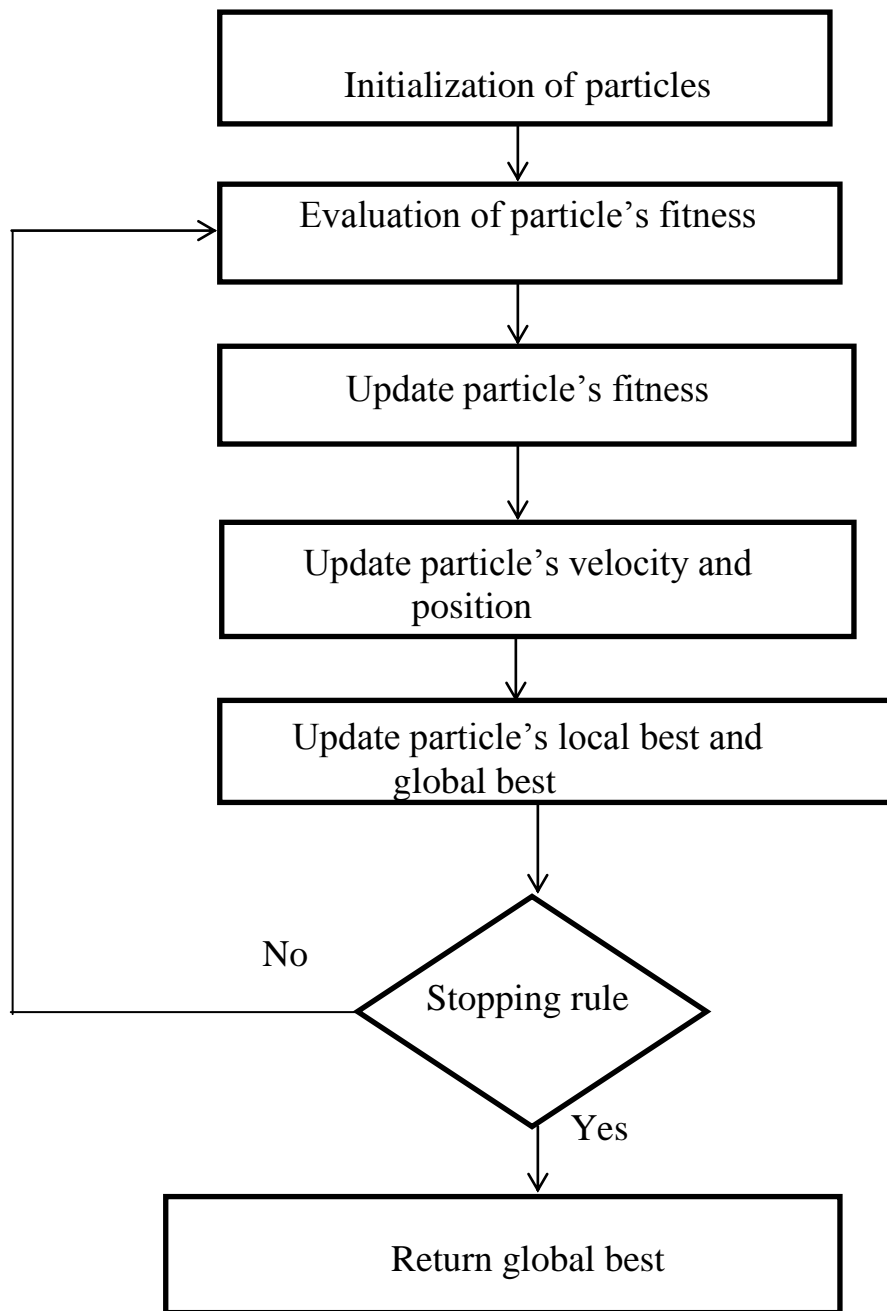 Initialization of particles
Evaluation of particle’s fitness
Update particle’s fitness
Update particle’s velocity and
position
Update particle’s local best and
global best
No
Stopping rule
Yes
Return global best